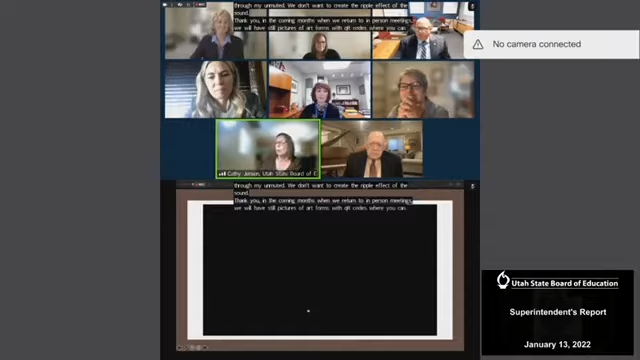 through my unmuted. We don't want to create the ripple effect of the
sound.
Thank you, in the coming months when we return to in person meetings,
we will have still pictures of art forms with qR codes where you can
No camera connected
Cathy Jensen, Utah State Board of E
through my unmuted. We don't want to create the ripple effect of the
sound.
Thank you, in the coming months when we return to in person meetings,
we will have still pictures of art forms with qR codes where you can
Utah State Board of Education
Superintendent's Report
January 13, 2022